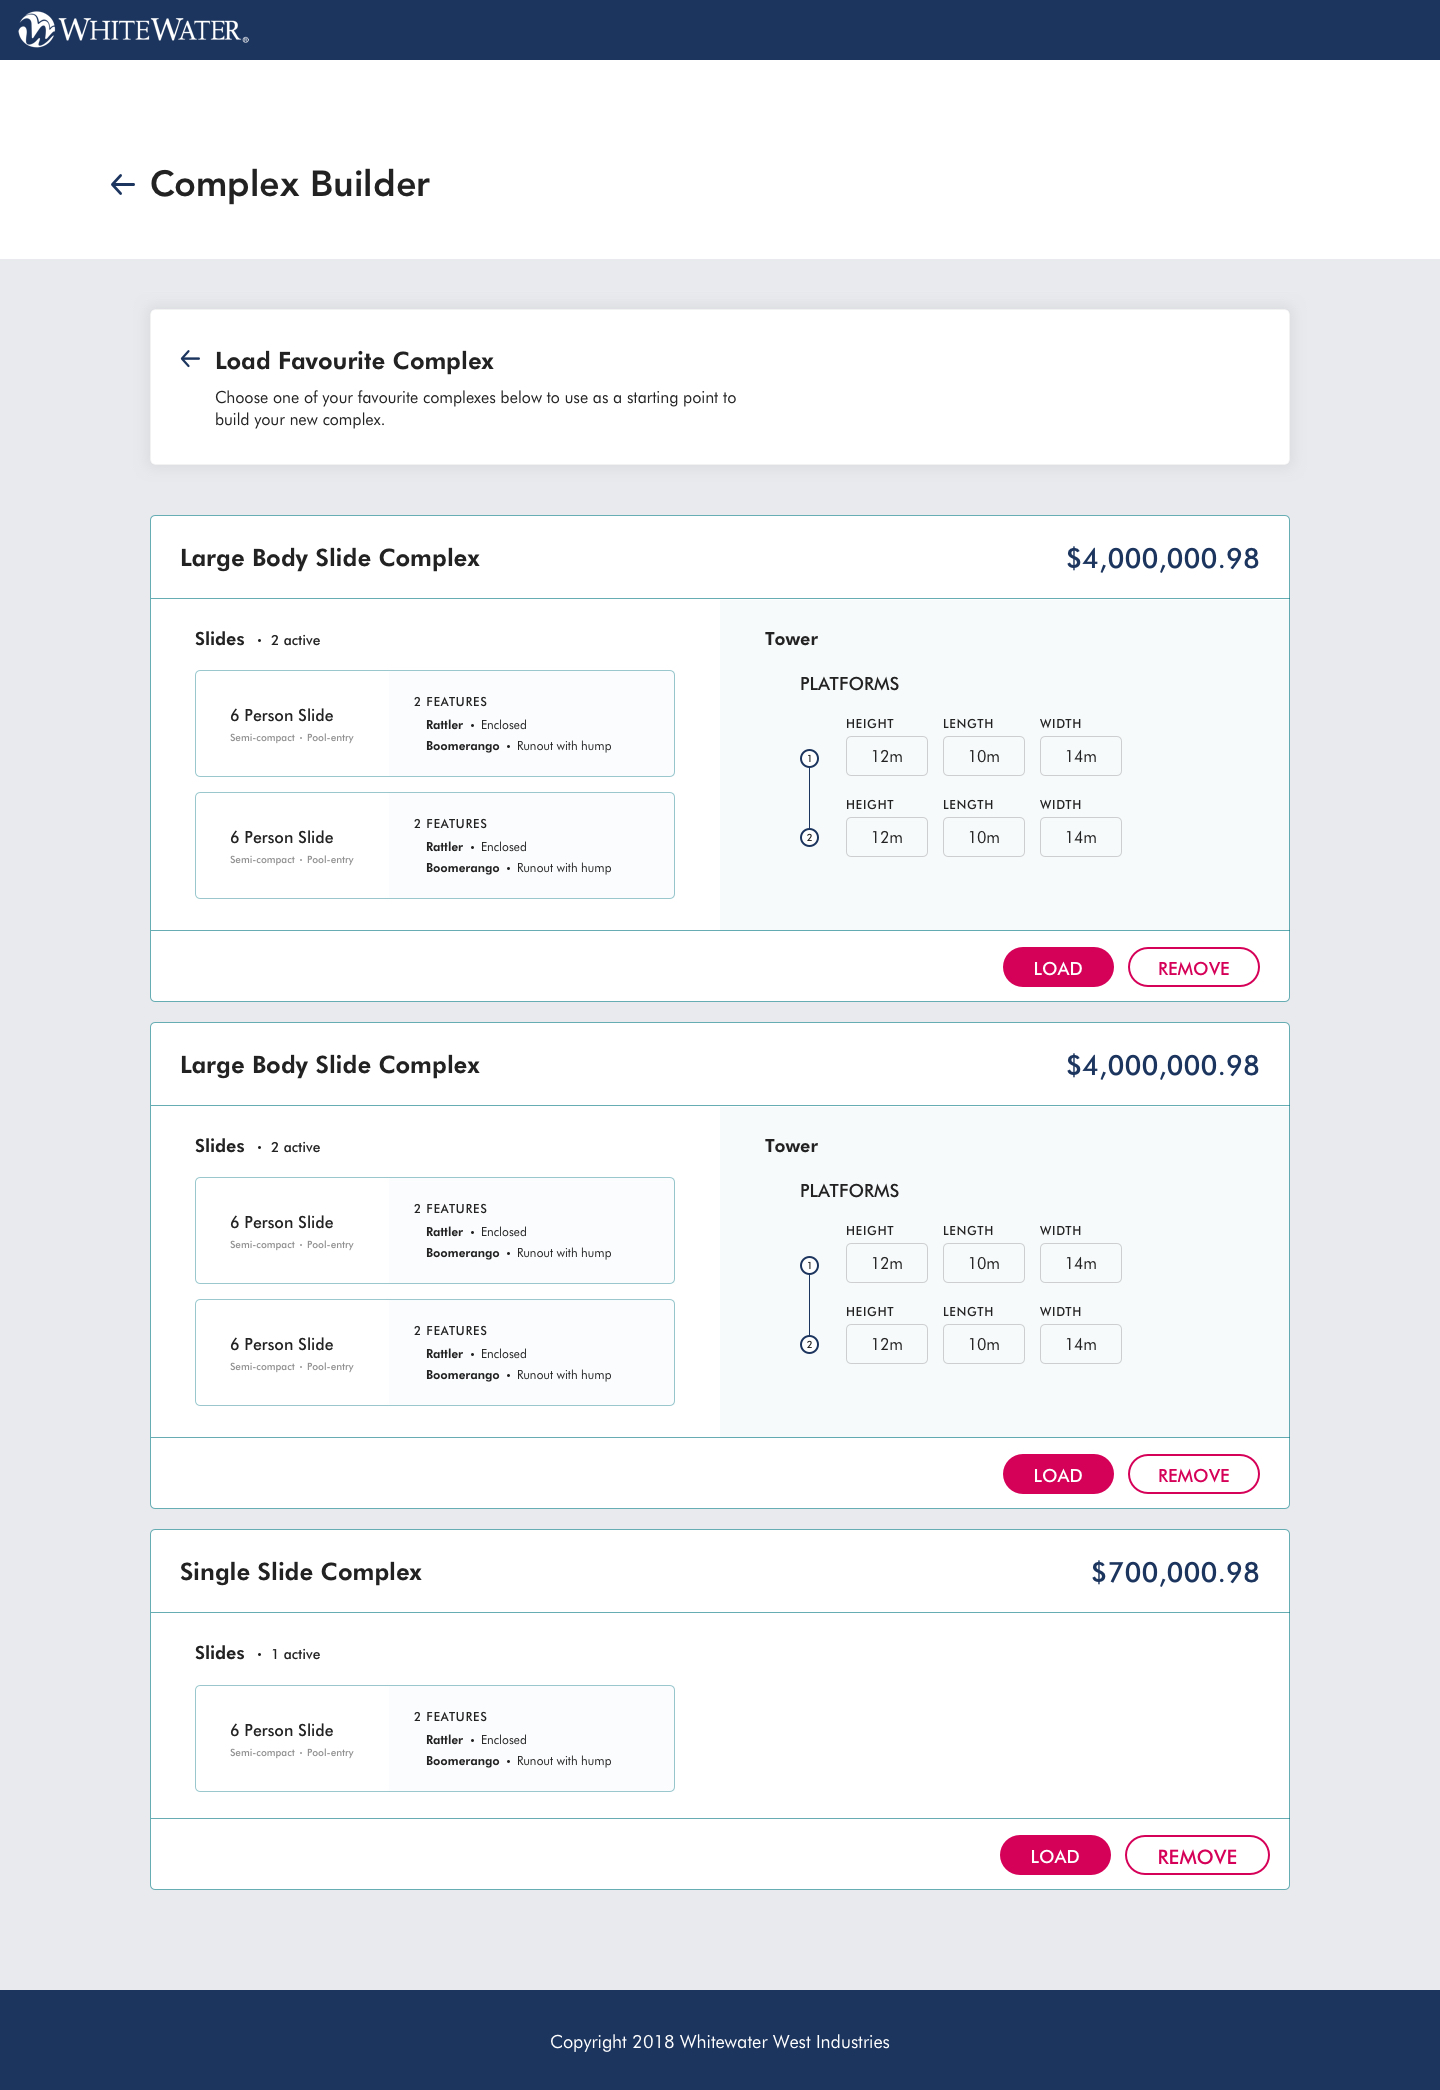 WHITEWATER®
Complex Builder
Load Favourite Complex
Choose one of your favourite complexes below to use as a starting point to
build your new complex.
Large Body Slide Complex
$4,000,000.98
Slides • 2 active
6 Person Slide
Semi-compact • Pool-entry
2 FEATURES
Rattler • Enclosed
Boomerango • Runout with hump
6 Person Slide
Semi-compact • Pool-entry
2 FEATURES
Rattler • Enclosed
Boomerango • Runout with hump
Tower
PLATFORMS
HEIGHT LENGTH WIDTH
1 12m 10m 14m
HEIGHT LENGTH WIDTH
2 12m 10m 14m
LOAD REMOVE
Large Body Slide Complex
$4,000,000.98
Slides • 2 active
6 Person Slide
Semi-compact • Pool-entry
2 FEATURES
Rattler • Enclosed
Boomerango • Runout with hump
6 Person Slide
Semi-compact • Pool-entry
2 FEATURES
Rattler • Enclosed
Boomerango • Runout with hump
Tower
PLATFORMS
HEIGHT LENGTH WIDTH
1 12m 10m 14m
HEIGHT LENGTH WIDTH
2 12m 10m 14m
LOAD REMOVE
Single Slide Complex
$700,000.98
Slides • 1 active
6 Person Slide
Semi-compact • Pool-entry
2 FEATURES
Rattler • Enclosed
Boomerango • Runout with hump
LOAD REMOVE
Copyright 2018 Whitewater West Industries